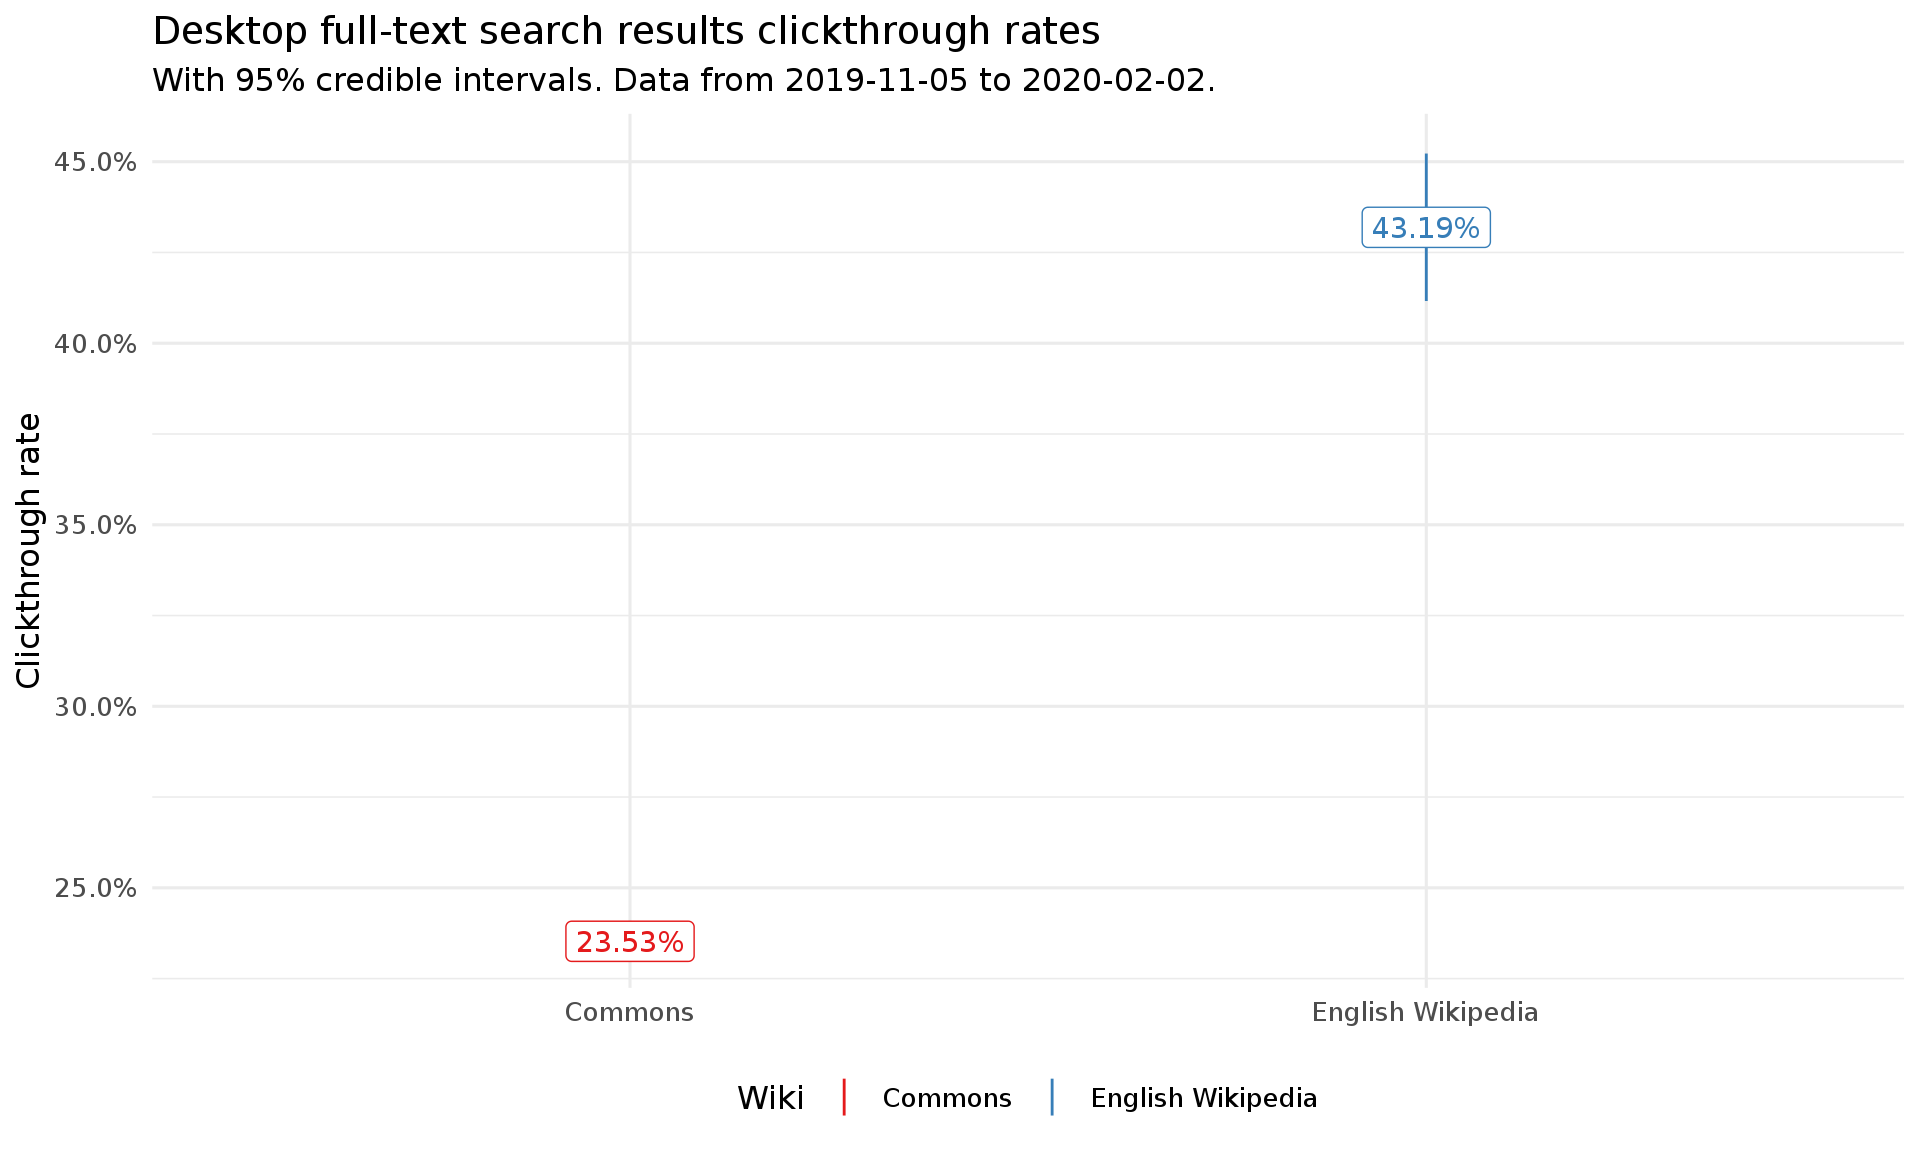 Desktop full-text search results clickthrough rates
With 95% credible intervals. Data from 2019-11-05 to 2020-02-02.
Clickthrough rate
45.0%
40.0%
35.0%
30.0%
25.0%
43.19%
23.53%
Commons
English Wikipedia
Wiki
Commons
English Wikipedia